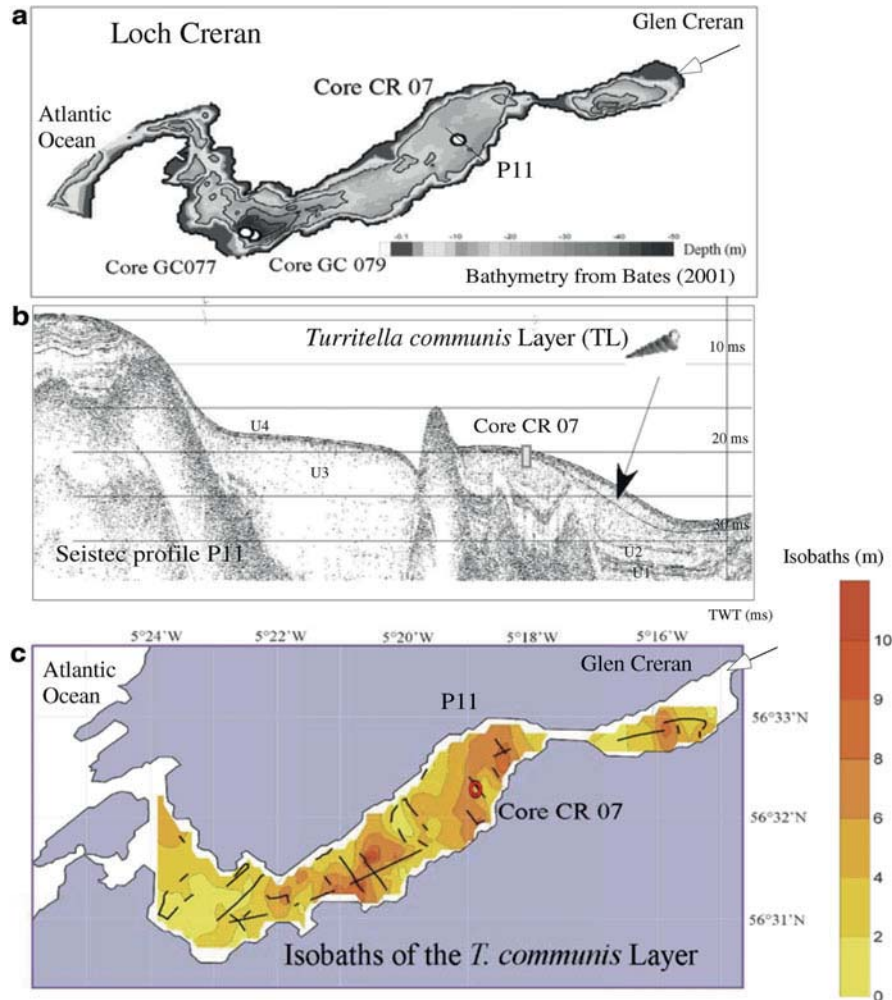 a
Loch Creran
Glen Creran
Core CR 07
Atlantic
Ocean
P11
-0.1 -10 -20 -30 -40 -50
Depth (m)
Core GC077
Core GC 079
Bathymetry from Bates (2001)
b
Turritella communis Layer (TL)
10 ms
U4
Core CR 07
20 ms
U3
30 ms
Seistec profile P11
U2
U1
Isobaths (m)
TWT (ms)
5°24'W 5°22'W 5°20'W 5°18'W 5°16'W
c
Atlantic
Ocean
Glen Creran
P11
56°33'N
Core CR 07
56°32'N
56°31'N
Isobaths of the T. communis Layer
10
9
8
6
4
2
0